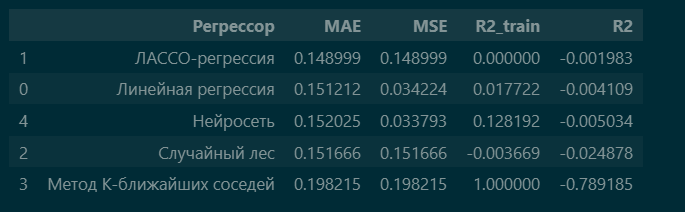 Регрессор MAE MSE R2_train R2
1 ЛАССО-регрессия 0.148999 0.148999 0.000000 -0.001983
0 Линейная регрессия 0.151212 0.034224 0.017722 -0.004109
4 Нейросеть 0.152025 0.033793 0.128192 -0.005034
2 Случайный лес 0.151666 0.151666 -0.003669 -0.024878
3 Метод К-ближайших соседей 0.198215 0.198215 1.000000 -0.789185